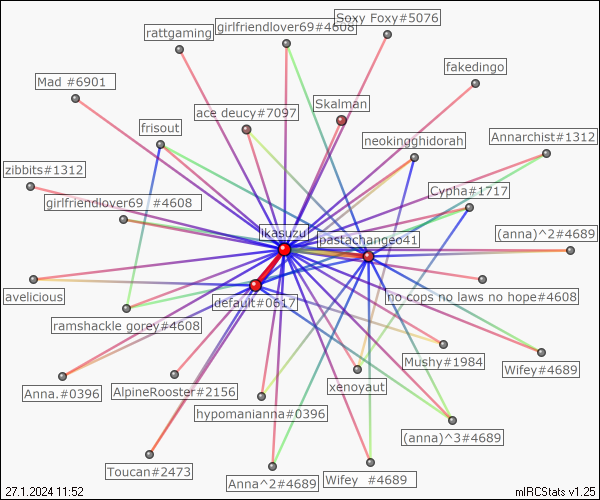 Soxy Foxy#5076
girlfriendlover69#4608
rattgaming
fakedingo
Mad #6901
Skalman
ace deucy#7097
frisout
neokingghidorah
Annarchist#1312
zibbits#1312
Cypha#1717
girlfriendlover69 #4608
ikasuzu
pastachangeo41
(anna)^2#4689
avelicious
default#0617
no cops no laws no hope#4608
ramshackle gorey#4608
Mushy#1984
Wifey#4689
Anna.#0396
AlpineRooster#2156
xenoyaut
hypomanianna#0396
(anna)^3#4689
Toucan#2473
Anna^2#4689
Wifey  #4689
27.1.2024 11:52
mIRCStats v1.25